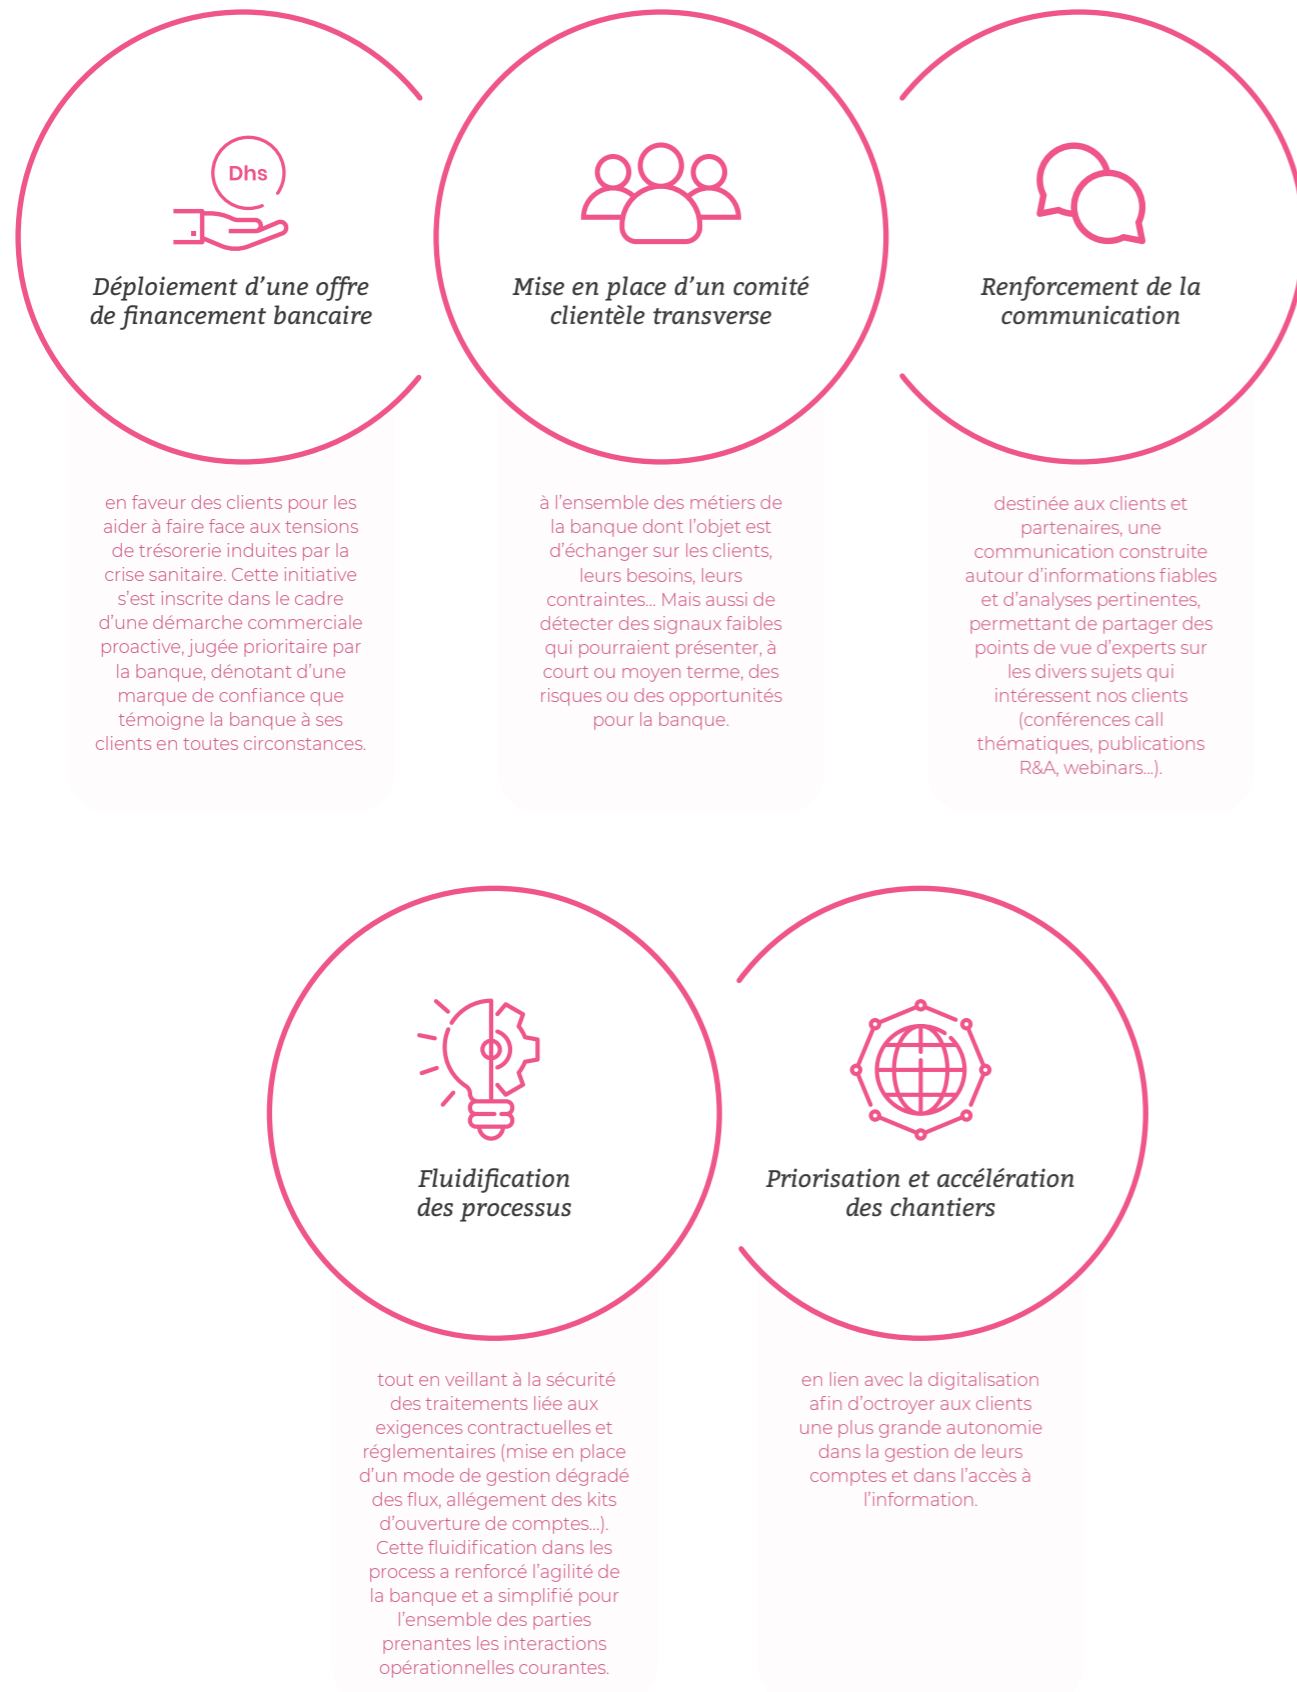 Dhs
Déploiement d’une offre
de financement bancaire
en faveur des clients pour les
aider à faire face aux tensions
de trésorerie induites par la
crise sanitaire. Cette initiative
s’est inscrite dans le cadre
d’une démarche commerciale
proactive, jugée prioritaire par
la banque, dénotant d’une
marque de confiance que
témoigne la banque à ses
clients en toutes circonstances.
Mise en place d’un comité
clientèle transverse
à l’ensemble des métiers de
la banque dont l’objet est
d’échanger sur les clients,
leurs besoins, leurs
contraintes... Mais aussi de
détecter des signaux faibles
qui pourraient présenter, à
court ou moyen terme, des
risques ou des opportunités
pour la banque.
Renforcement de la
communication
destinée aux clients et
partenaires, une
communication construite
autour d’informations fiables
et d’analyses pertinentes,
permettant de partager des
points de vue d’experts sur
les divers sujets qui
intéressent nos clients
(conférences call
thématiques, publications
R&A, webinars...).
Fluidification
des processus
tout en veillant à la sécurité
des traitements liée aux
exigences contractuelles et
réglementaires (mise en place
d’un mode de gestion dégradé
des flux, allégement des kits
d’ouverture de comptes...).
Cette fluidification dans les
process a renforcé l’agilité de
la banque et a simplifié pour
l’ensemble des parties
prenantes les interactions
opérationnelles courantes.
Priorisation et accélération
des chantiers
en lien avec la digitalisation
afin d’octroyer aux clients
une plus grande autonomie
dans la gestion de leurs
comptes et dans l’accès à
l’information.